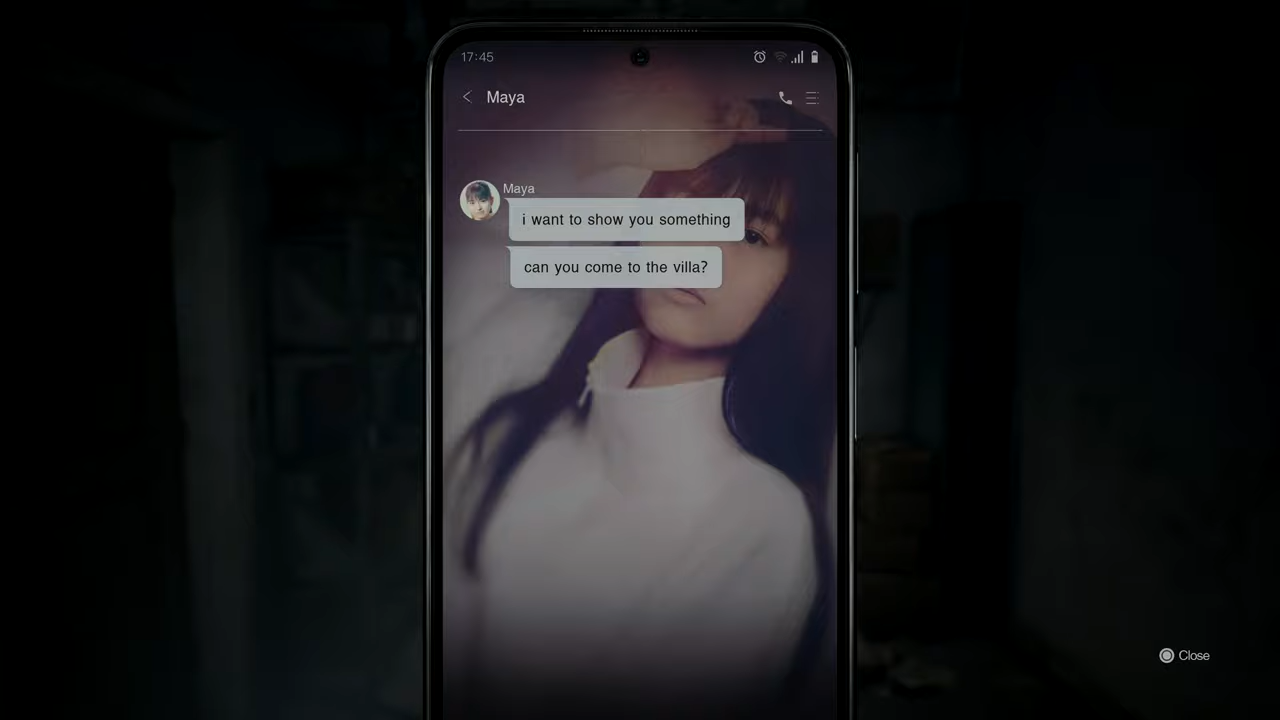 17:45
Maya
Maya
i want to show you something
can you come to the villa?
Close